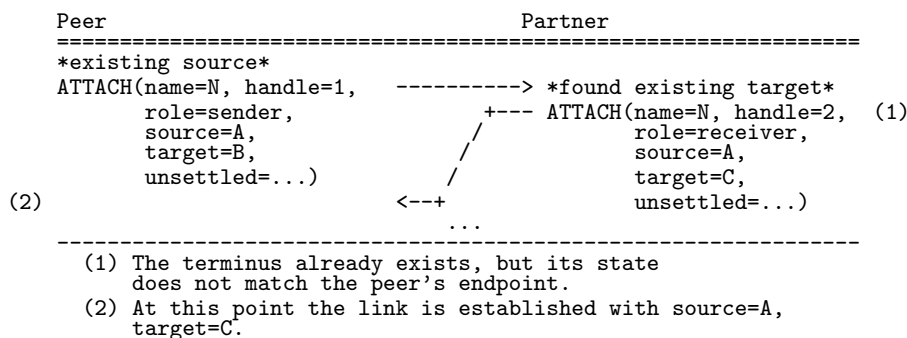 Peer                                 Partner
================================================================
*existing source*
ATTACH(name=N, handle=1,   ----------> *found existing target*
       role=sender,               +--- ATTACH(name=N, handle=2,   (1)
       source=A,                 /            role=receiver,
       target=B,                /             source=A,
       unsettled=...)          /              target=C,
(2)                        <--+               unsettled=...)
...
----------------------------------------------------------------
(1) The terminus already exists, but its state
does not match the peer's endpoint.
(2) At this point the link is established with source=A,
target=C.